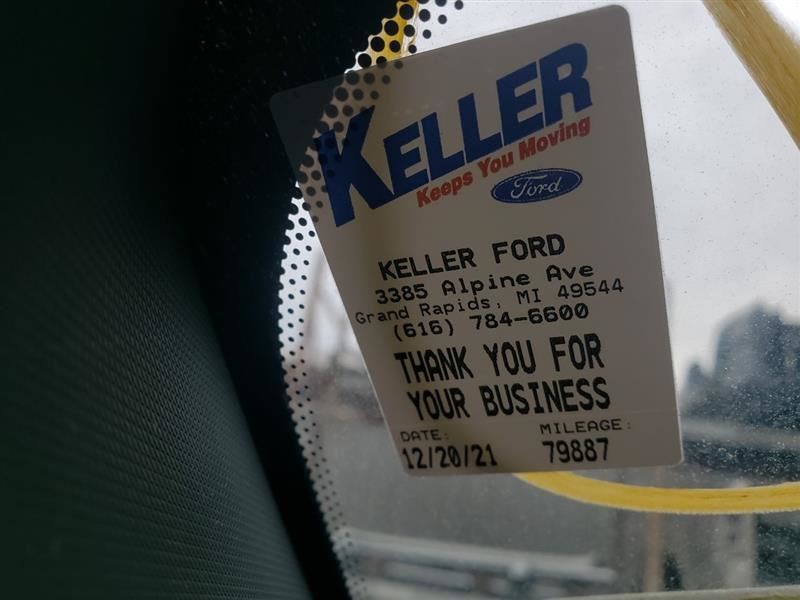 KELLER
Keeps You Moving
Ford
KELLER FORD
3385 Alpine Ave
Grand Rapids, MI 49544
(616) 784-6600
THANK YOU FOR
YOUR BUSINESS
DATE: MILEAGE:
12/20/21 79887